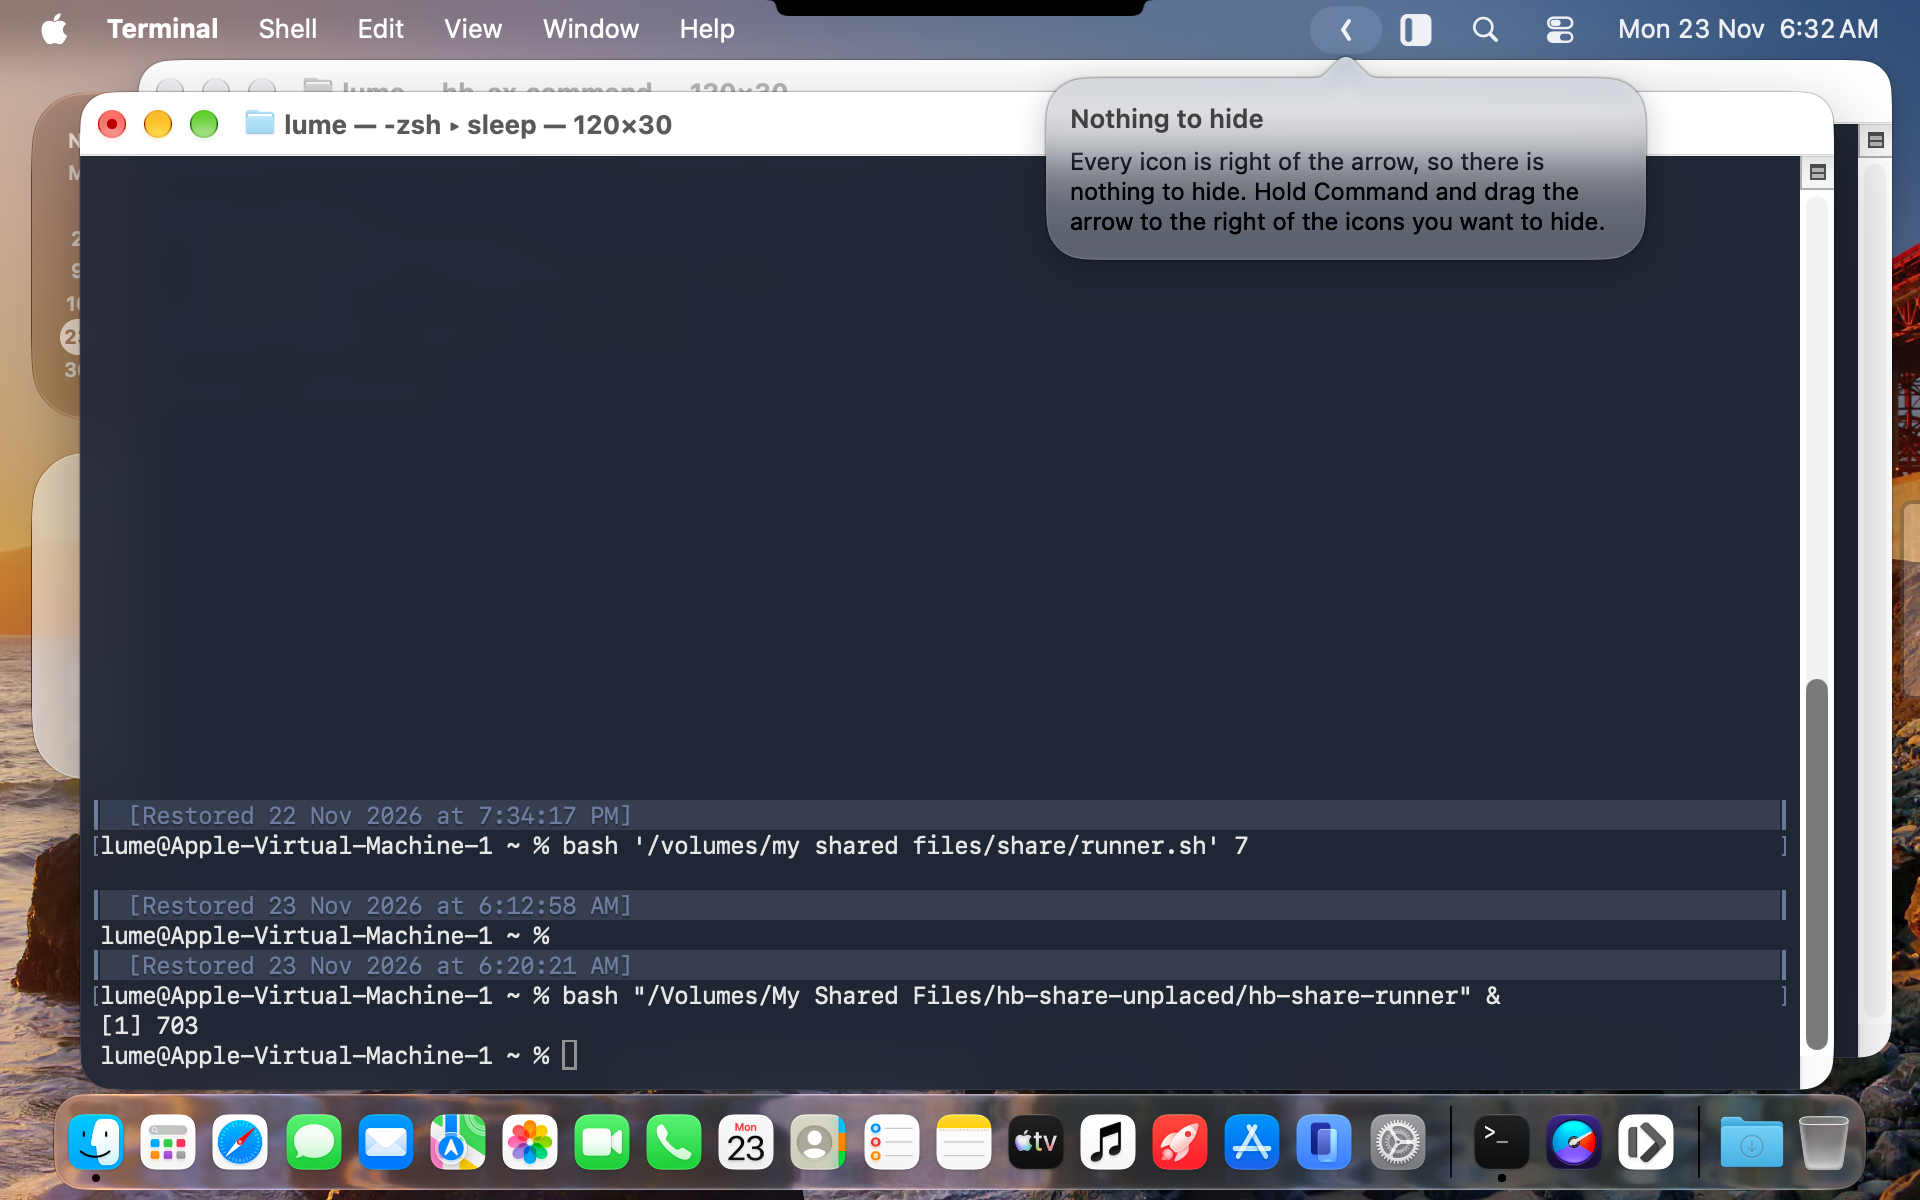 Terminal Shell Edit View Window Help
Mon 23 Nov 6:32 AM
lume — -zsh ▸ sleep — 120×30
Nothing to hide
Every icon is right of the arrow, so there is
nothing to hide. Hold Command and drag the
arrow to the right of the icons you want to hide.
[Restored 22 Nov 2026 at 7:34:17 PM]
[lume@Apple-Virtual-Machine-1 ~ % bash '/volumes/my shared files/share/runner.sh' 7 ]
[Restored 23 Nov 2026 at 6:12:58 AM]
lume@Apple-Virtual-Machine-1 ~ %
[Restored 23 Nov 2026 at 6:20:21 AM]
[lume@Apple-Virtual-Machine-1 ~ % bash "/Volumes/My Shared Files/hb-share-unplaced/hb-share-runner" & ]
[1] 703
lume@Apple-Virtual-Machine-1 ~ %
Mon
23
tv
>_